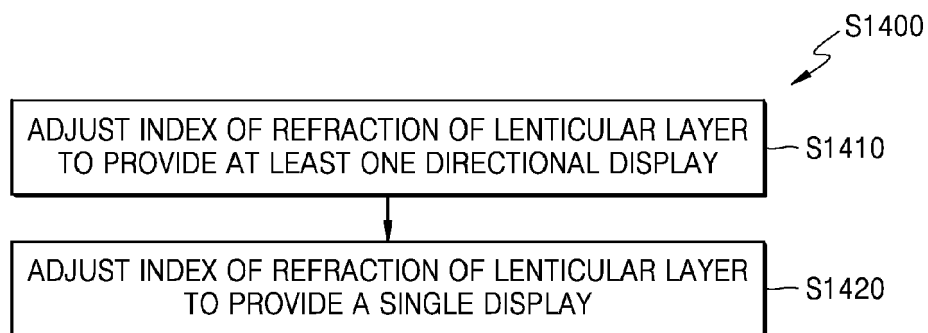 S1400
ADJUST INDEX OF REFRACTION OF LENTICULAR LAYER
TO PROVIDE AT LEAST ONE DIRECTIONAL DISPLAY
S1410
ADJUST INDEX OF REFRACTION OF LENTICULAR LAYER
TO PROVIDE A SINGLE DISPLAY
S1420